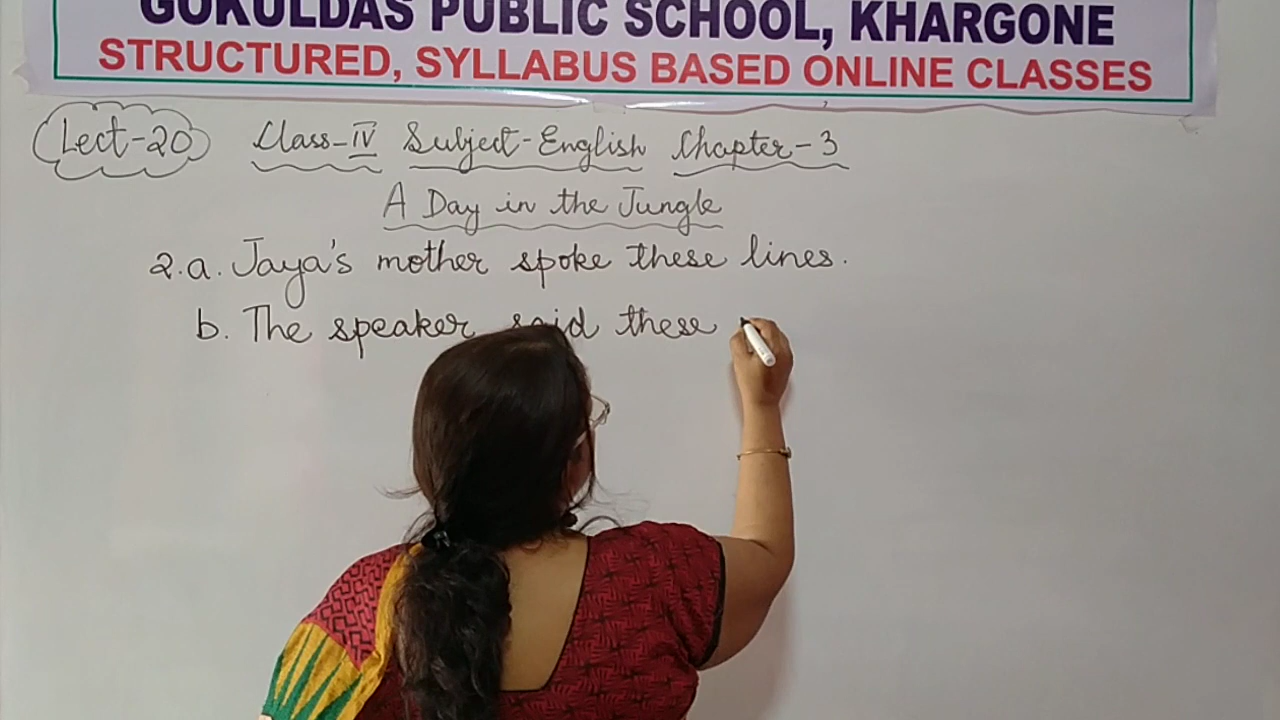 GOKULDAS PUBLIC SCHOOL, KHARGONE
STRUCTURED, SYLLABUS BASED ONLINE CLASSES
Lect-20 Class-IV Subject-English Chapter-3
A Day in the Jungle
2.a. Jaya's mother spoke these lines.
b. The speaker said these